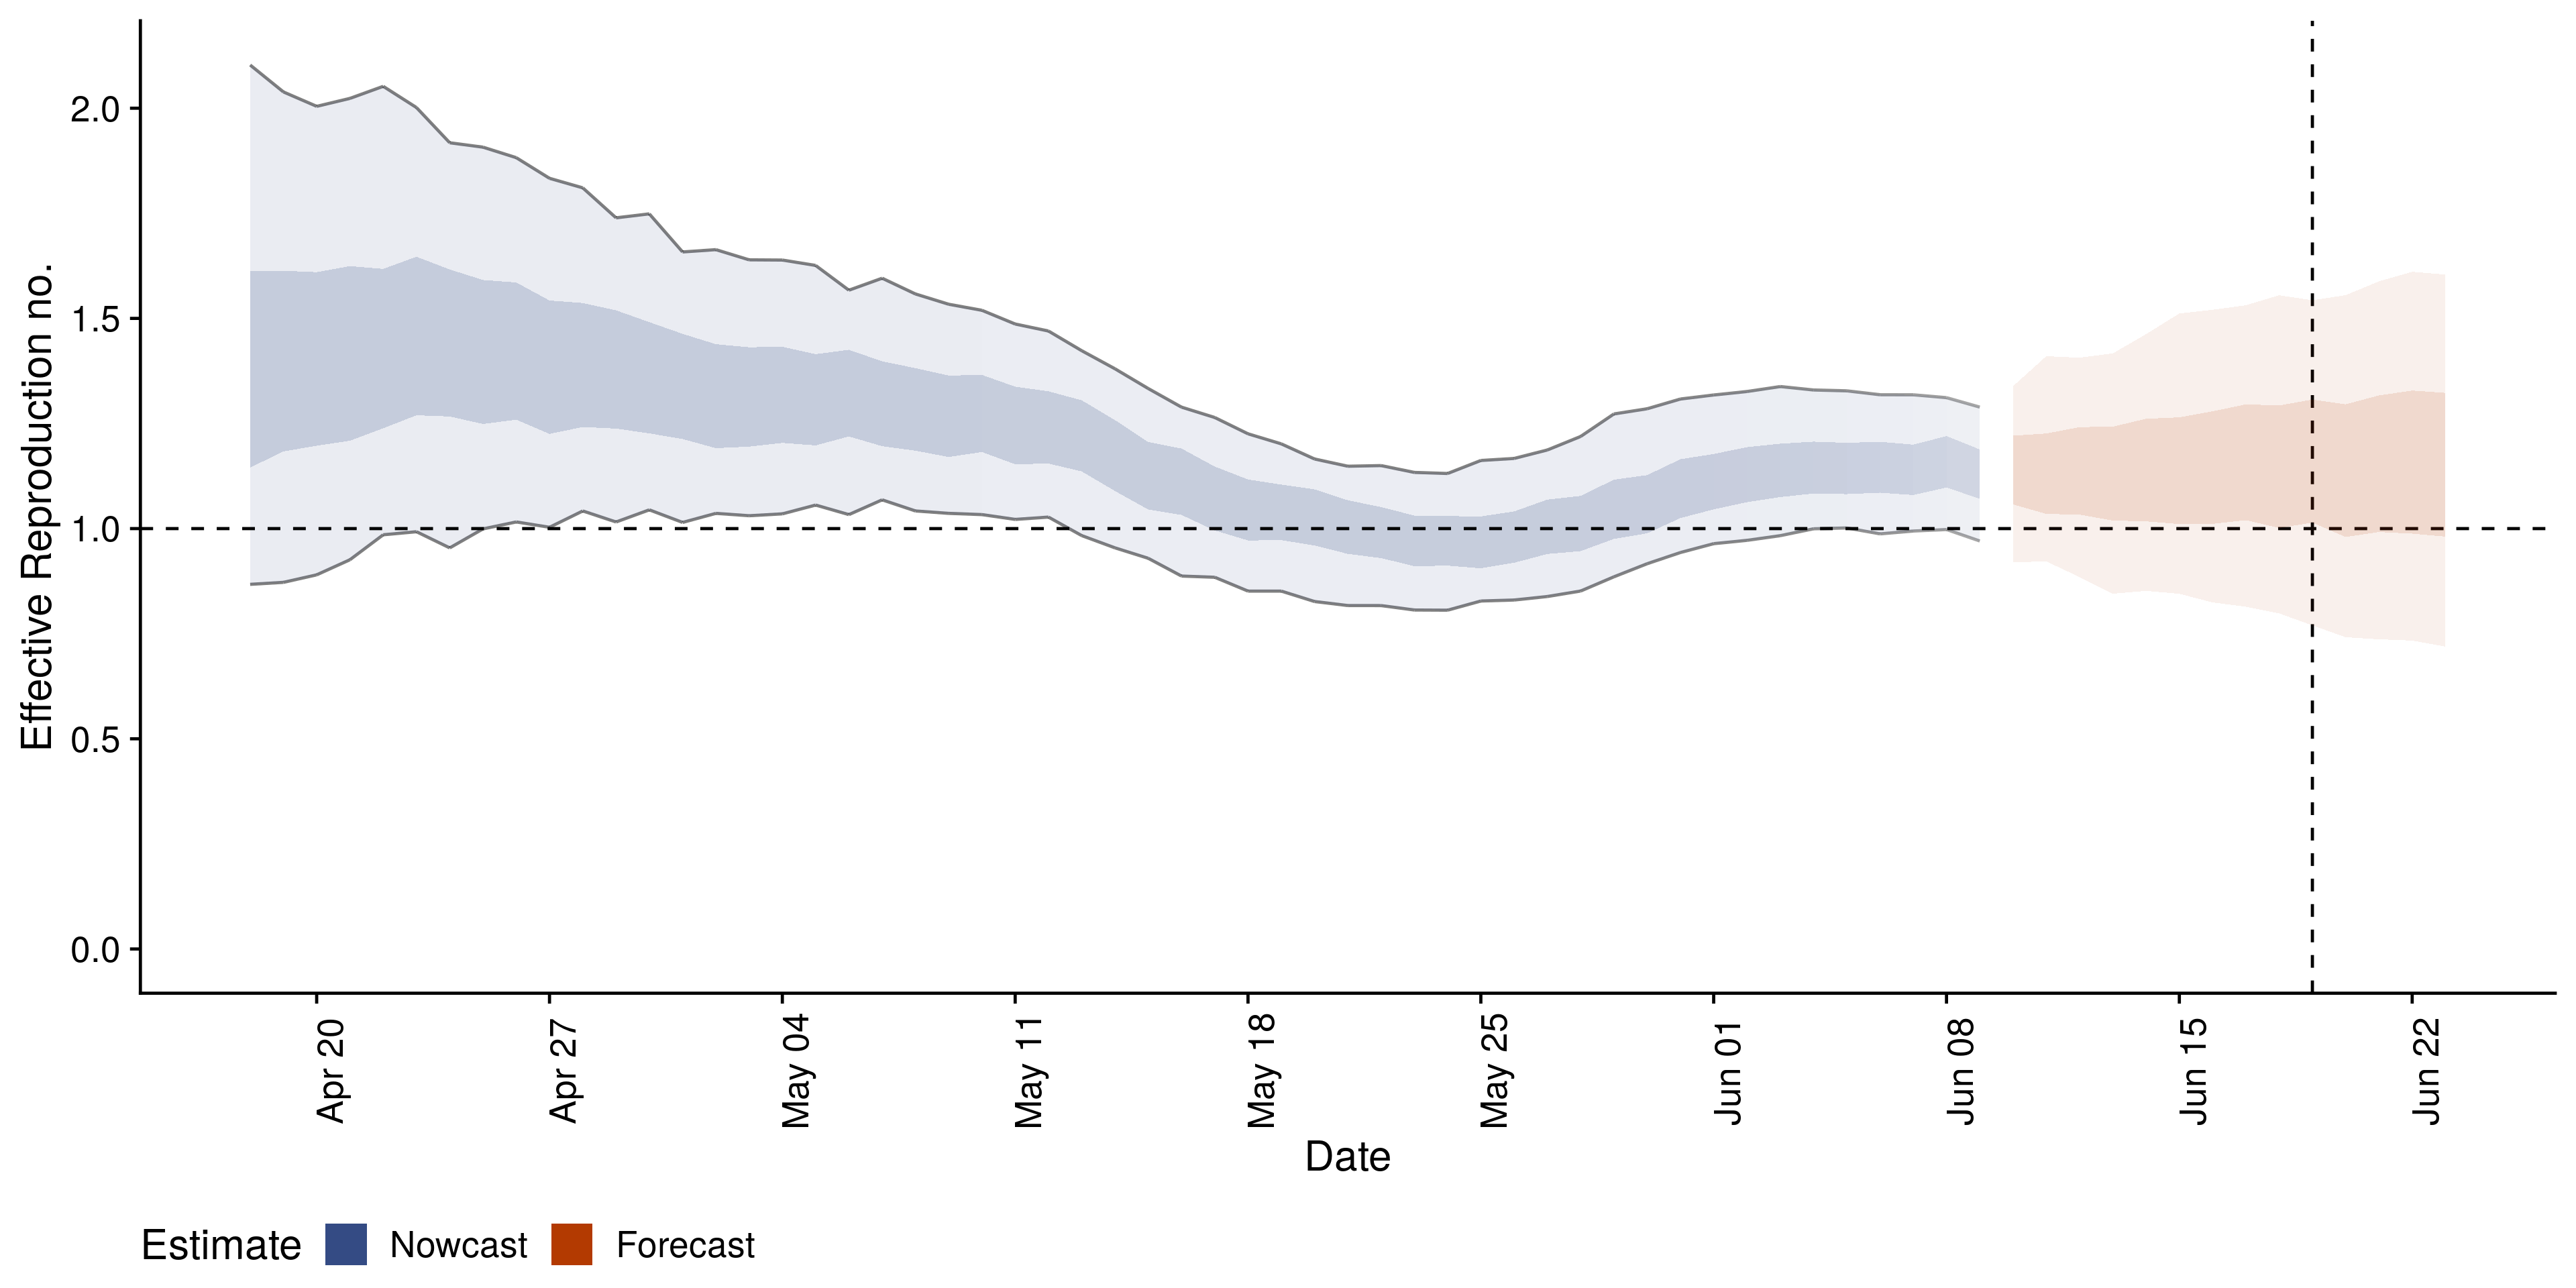 Effective Reproduction no.
2.0
1.5
1.0
0.5
0.0
Apr 20
Apr 27
May 04
May 11
May 18
May 25
Jun 01
Jun 08
Jun 15
Jun 22
Date
Estimate Nowcast Forecast